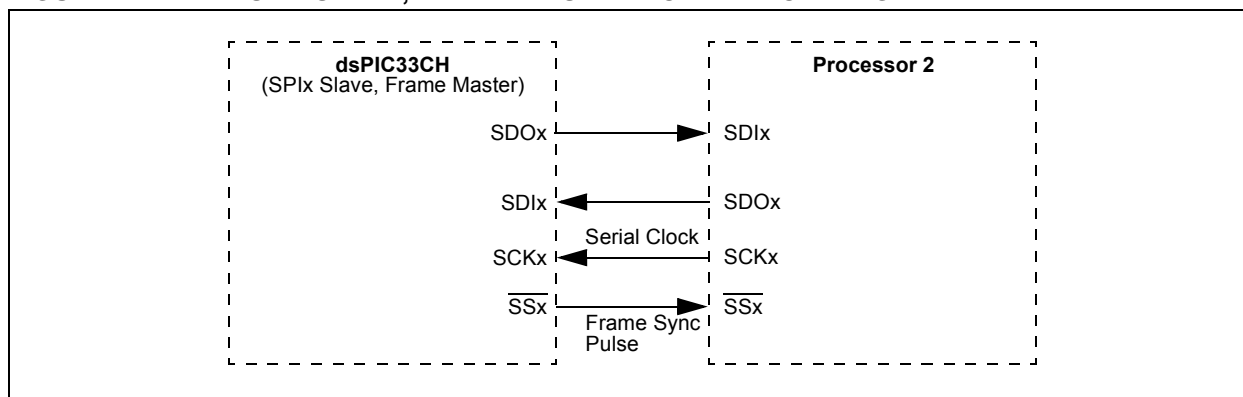 dsPIC33CH
(SPIx Slave, Frame Master)
Processor 2
SDOx
SDIx
SDIx
SDOx
Serial Clock
SCKx
SCKx
SSx
SSx
Frame Sync
Pulse